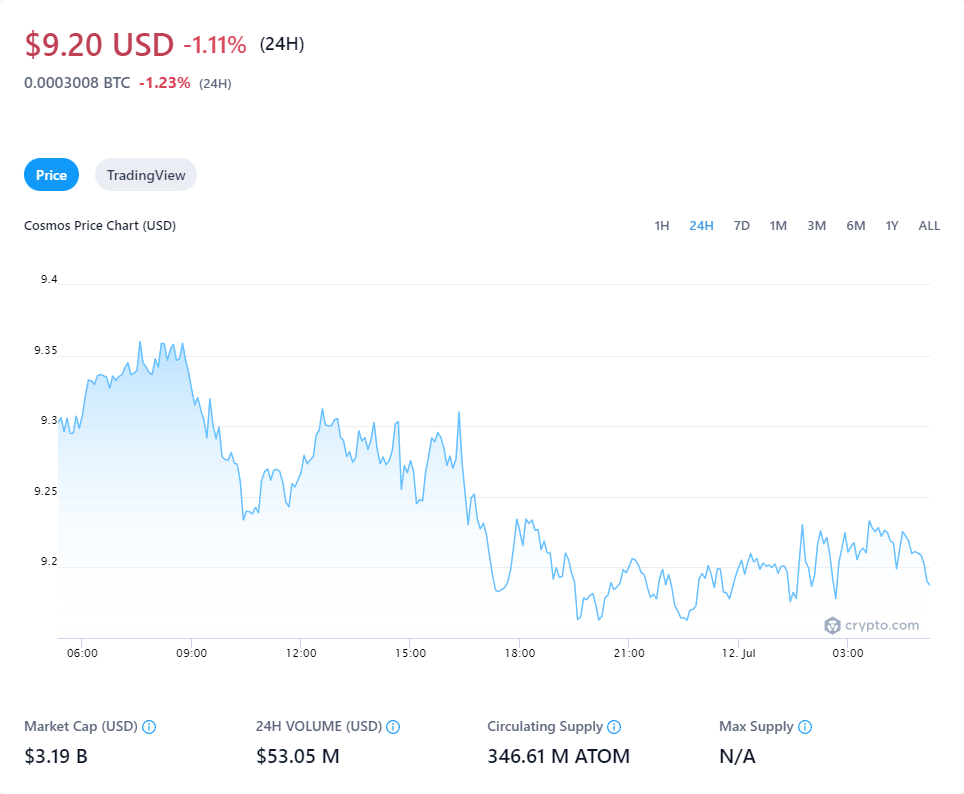 $9.20 USD -1.11% (24H)
0.0003008 BTC -1.23% (24H)
Price TradingView
Cosmos Price Chart (USD) 1H 24H 7D 1M 3M 6M 1Y ALL
9.4
9.35
9.3
9.25
9.2
crypto.com
06:00 09:00 12:00 15:00 18:00 21:00 12. Jul 03:00
Market Cap (USD) 24H VOLUME (USD) Circulating Supply Max Supply
$3.19 B $53.05 M 346.61 M ATOM N/A